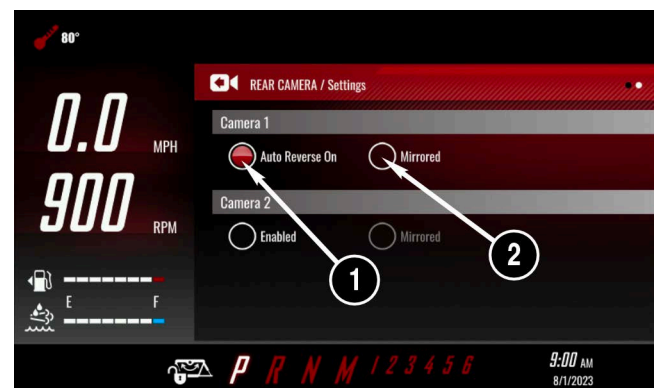 80°
REAR CAMERA / Settings
Camera 1
0.0 MPH
Auto Reverse On Mirrored
900 RPM
Camera 2
Enabled Mirrored
1
2
E F
P R N M 1 2 3 4 5 6
9:00 AM
8/1/2023